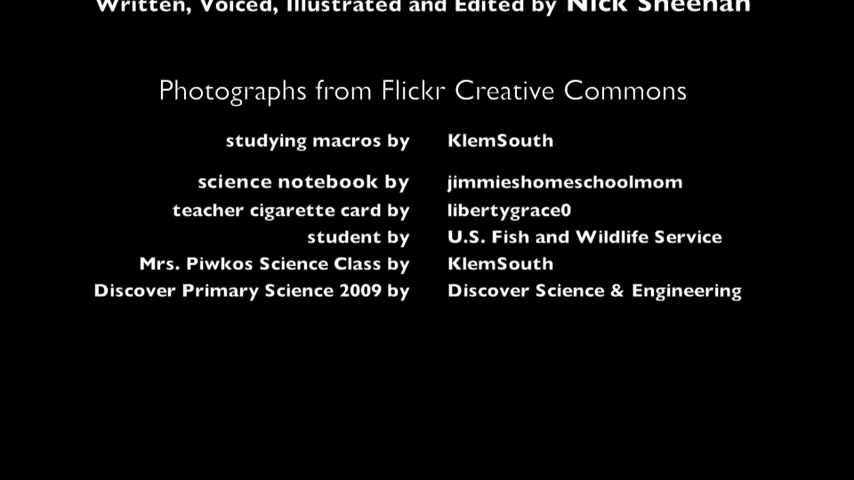 Written, Voiced, Illustrated and Edited by Nick Sheehan
Photographs from Flickr Creative Commons
studying macros by KlemSouth
science notebook by jimmieshomeschoolmom
teacher cigarette card by libertygrace0
student by U.S. Fish and Wildlife Service
Mrs. Piwkos Science Class by KlemSouth
Discover Primary Science 2009 by Discover Science & Engineering